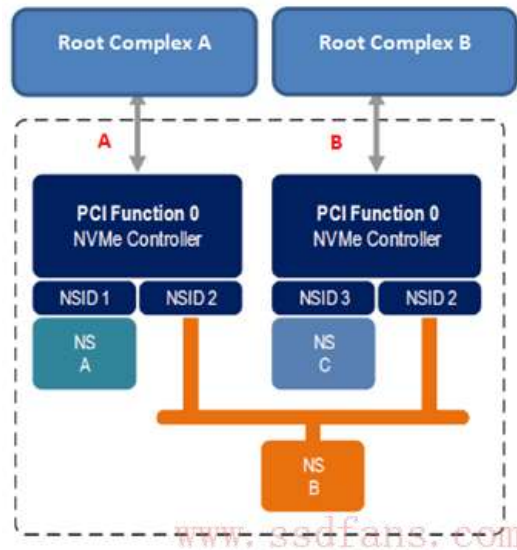 Root Complex A
Root Complex B
A
B
PCI Function 0
NVMe Controller
PCI Function 0
NVMe Controller
NSID 1
NSID 2
NSID 3
NSID 2
NS
A
NS
C
NS
B
www.ssdfans.com